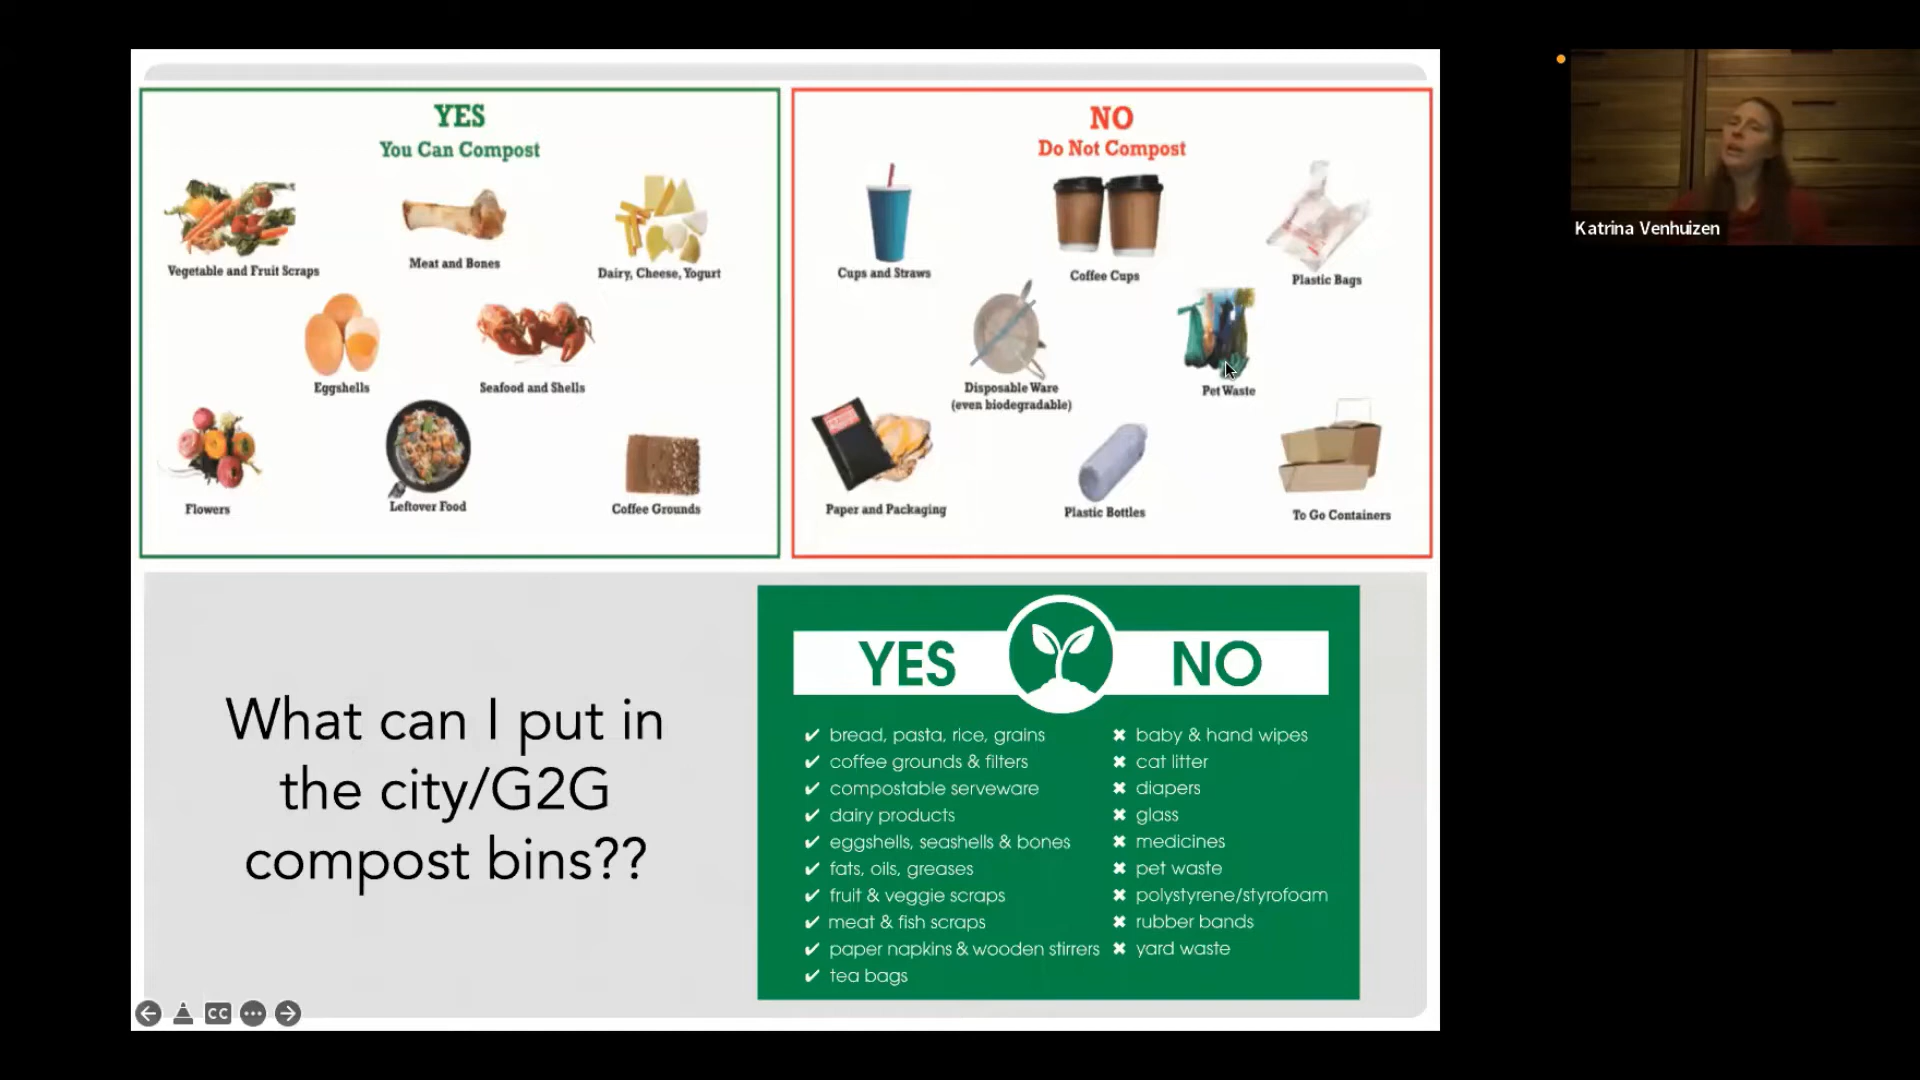 YES
You Can Compost
Vegetable and Fruit Scraps
Meat and Bones
Dairy, Cheese, Yogurt
Eggshells
Seafood and Shells
Flowers
Leftover Food
Coffee Grounds
NO
Do Not Compost
Cups and Straws
Coffee Cups
Plastic Bags
Disposable Ware
(even biodegradable)
Pet Waste
Paper and Packaging
Plastic Bottles
To Go Containers
What can I put in
the city/G2G
compost bins??
YES
✔ bread, pasta, rice, grains
✔ coffee grounds & filters
✔ compostable serveware
✔ dairy products
✔ eggshells, seashells & bones
✔ fats, oils, greases
✔ fruit & veggie scraps
✔ meat & fish scraps
✔ paper napkins & wooden stirrers
✔ tea bags
NO
✖ baby & hand wipes
✖ cat litter
✖ diapers
✖ glass
✖ medicines
✖ pet waste
✖ polystyrene/styrofoam
✖ rubber bands
✖ yard waste
CC
Katrina Venhuizen